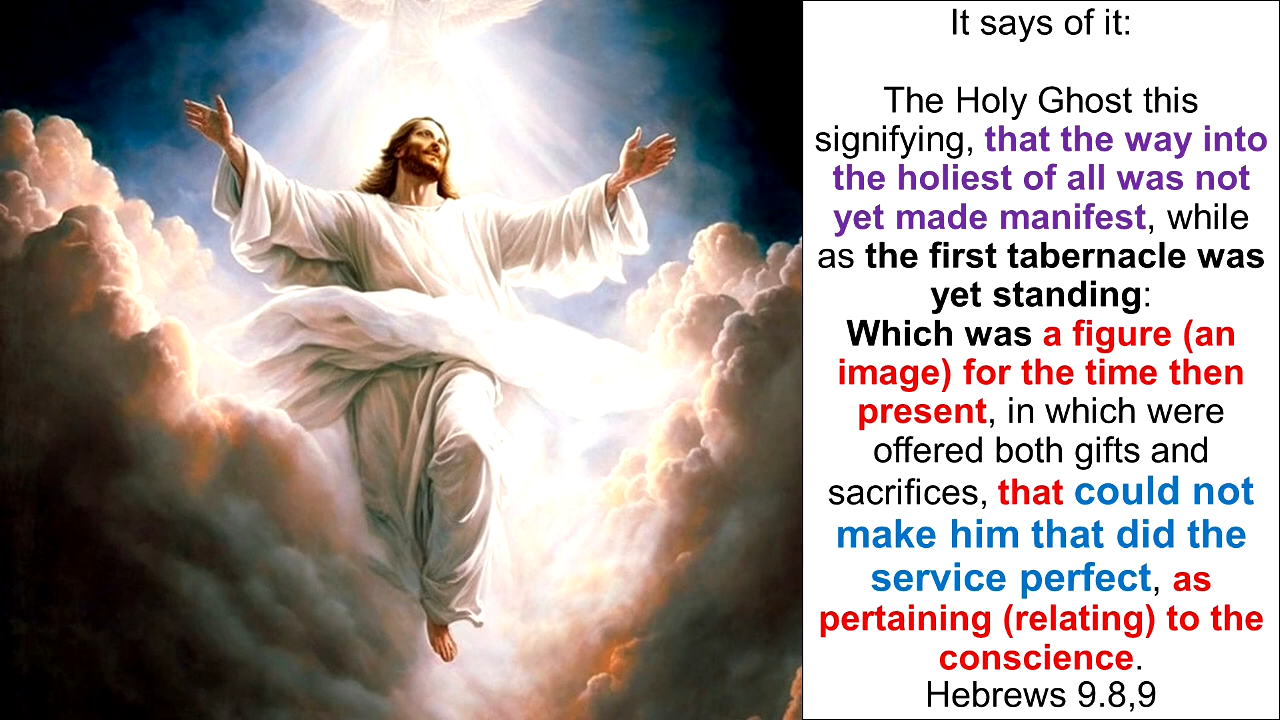 It says of it:
The Holy Ghost this
signifying, that the way into
the holiest of all was not
yet made manifest, while
as the first tabernacle was
yet standing:
Which was a figure (an
image) for the time then
present, in which were
offered both gifts and
sacrifices, that could not
make him that did the
service perfect, as
pertaining (relating) to the
conscience.
Hebrews 9.8,9